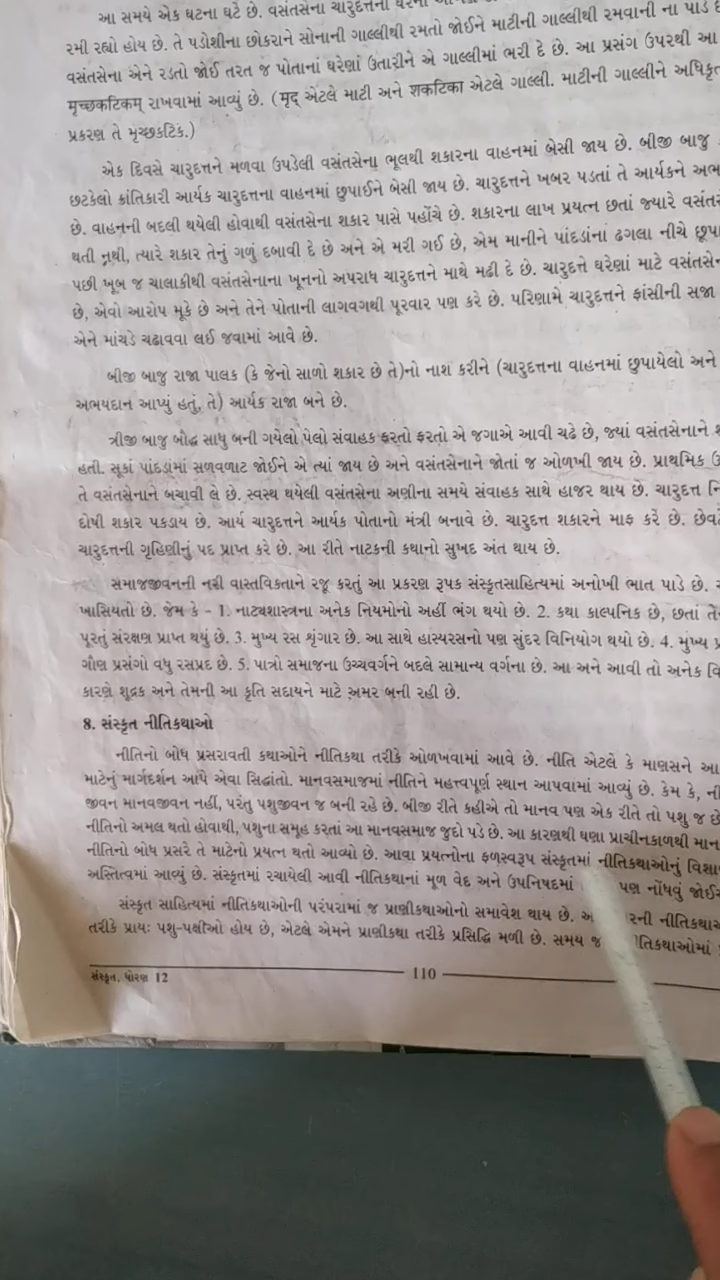 આ સમયે એક ઘટના ઘટે છે. વસંતસેના ચારુદત્તના ઘરના
રમી રહ્યો હોય છે. તે પડોશીના છોકરાને સોનાની ગાલ્લીથી રમતો જોઈને માટીની ગાલ્લીથી રમવાની ના પાડે
વસંતસેના એને રડતો જોઈ તરત જ પોતાનાં ઘરેણાં ઉતારીને એ ગાલ્લીમાં ભરી દે છે. આ પ્રસંગ ઉપરથી આ
मृच्छकटिकम् રાખવામાં આવ્યું છે. (मृद् એટલે માટી અને शकटिका એટલે ગાલ્લી. માટીની ગાલ્લીને અધિકૃત
પ્રકરણ તે મૃચ્છકટિક.)
એક દિવસે ચારુદત્તને મળવા ઉપડેલી વસંતસેના ભૂલથી શકારના વાહનમાં બેસી જાય છે. બીજી બાજુ
છટકેલો ક્રાંતિકારી આર્યક ચારુદત્તના વાહનમાં છુપાઈને બેસી જાય છે. ચારુદત્તને ખબર પડતાં તે આર્યકને અભ
છે. વાહનની બદલી થયેલી હોવાથી વસંતસેના શકાર પાસે પહોંચે છે. શકારના લાખ પ્રયત્ન છતાં જ્યારે વસંત
થતી નથી, ત્યારે શકાર તેનું ગળું દબાવી દે છે અને એ મરી ગઈ છે, એમ માનીને પાંદડાંના ઢગલા નીચે છૂપા
પછી ખૂબ જ ચાલાકીથી વસંતસેનાના ખૂનનો અપરાધ ચારુદત્તને માથે મઢી દે છે. ચારુદત્તે ઘરેણાં માટે વસંતસે
છે, એવો આરોપ મૂકે છે અને તેને પોતાની લાગવગથી પૂરવાર પણ કરે છે. પરિણામે ચારુદત્તને ફાંસીની સજા
એને માંચડે ચઢાવવા લઈ જવામાં આવે છે.
બીજી બાજુ રાજા પાલક (કે જેનો સાળો શકાર છે તે)નો નાશ કરીને (ચારુદત્તના વાહનમાં છુપાયેલો અને
અભયદાન આપ્યું હતું, તે) આર્યક રાજા બને છે.
ત્રીજી બાજુ બૌદ્ધ સાધુ બની ગયેલો પેલો સંવાહક ફરતો ફરતો એ જગાએ આવી ચઢે છે, જ્યાં વસંતસેનાને
હતી. સૂકાં પાંદડાંમાં સળવળાટ જોઈને એ ત્યાં જાય છે અને વસંતસેનાને જોતાં જ ઓળખી જાય છે. પ્રાથમિક
તે વસંતસેનાને બચાવી લે છે. સ્વસ્થ થયેલી વસંતસેના અણીના સમયે સંવાહક સાથે હાજર થાય છે. ચારુદત્ત નિ
દોષી શકાર પકડાય છે. આર્ય ચારુદત્તને આર્યક પોતાનો મંત્રી બનાવે છે. ચારુદત્ત શકારને માફ કરે છે. છેવ
ચારુદત્તની ગૃહિણીનું પદ પ્રાપ્ત કરે છે. આ રીતે નાટકની કથાનો સુખદ અંત થાય છે.
સમાજજીવનની નરી વાસ્તવિકતાને રજૂ કરતું આ પ્રકરણ રૂપક સંસ્કૃતસાહિત્યમાં અનોખી ભાત પાડે છે.
ખાસિયતો છે. જેમ કે - 1. નાટ્યશાસ્ત્રના અનેક નિયમોનો અહીં ભંગ થયો છે. 2. કથા કાલ્પનિક છે, છતાં તે
પૂરતું સંરક્ષણ પ્રાપ્ત થયું છે. 3. મુખ્ય રસ શૃંગાર છે. આ સાથે હાસ્યરસનો પણ સુંદર વિનિયોગ થયો છે. 4. મુખ્ય પ્ર
ગૌણ પ્રસંગો વધુ રસપ્રદ છે. 5. પાત્રો સમાજના ઉચ્ચવર્ગને બદલે સામાન્ય વર્ગના છે. આ અને આવી તો અનેક વિ
કારણે શૂદ્રક અને તેમની આ કૃતિ સદાયને માટે અમર બની રહી છે.
8. સંસ્કૃત નીતિકથાઓ
નીતિનો બોધ પ્રસરાવતી કથાઓને નીતિકથા તરીકે ઓળખવામાં આવે છે. નીતિ એટલે કે માણસને આ
માટેનું માર્ગદર્શન આપે એવા સિદ્ધાંતો. માનવસમાજમાં નીતિને મહત્ત્વપૂર્ણ સ્થાન આપવામાં આવ્યું છે. કેમ કે, ની
જીવન માનવજીવન નહીં, પરંતુ પશુજીવન જ બની રહે છે. બીજી રીતે કહીએ તો માનવ પણ એક રીતે તો પશુ જ છે
નીતિનો અમલ થતો હોવાથી, પશુના સમૂહ કરતાં આ માનવસમાજ જુદો પડે છે. આ કારણથી ઘણા પ્રાચીનકાળથી માન
નીતિનો બોધ પ્રસરે તે માટેનો પ્રયત્ન થતો આવ્યો છે. આવા પ્રયત્નોના ફળસ્વરૂપ સંસ્કૃતમાં નીતિકથાઓનું વિશા
અસ્તિત્વમાં આવ્યું છે. સંસ્કૃતમાં રચાયેલી આવી નીતિકથાનાં મૂળ વેદ અને ઉપનિષદમાં પણ નોંધવું જોઈ
સંસ્કૃત સાહિત્યમાં નીતિકથાઓની પરંપરામાં જ પ્રાણીકથાઓનો સમાવેશ થાય છે. અ રની નીતિકથા
તરીકે પ્રાયઃ પશુ-પક્ષીઓ હોય છે, એટલે એમને પ્રાણીકથા તરીકે પ્રસિદ્ધિ મળી છે. સમય જ તિકથાઓમાં
સંસ્કૃત, ધોરણ 12
110